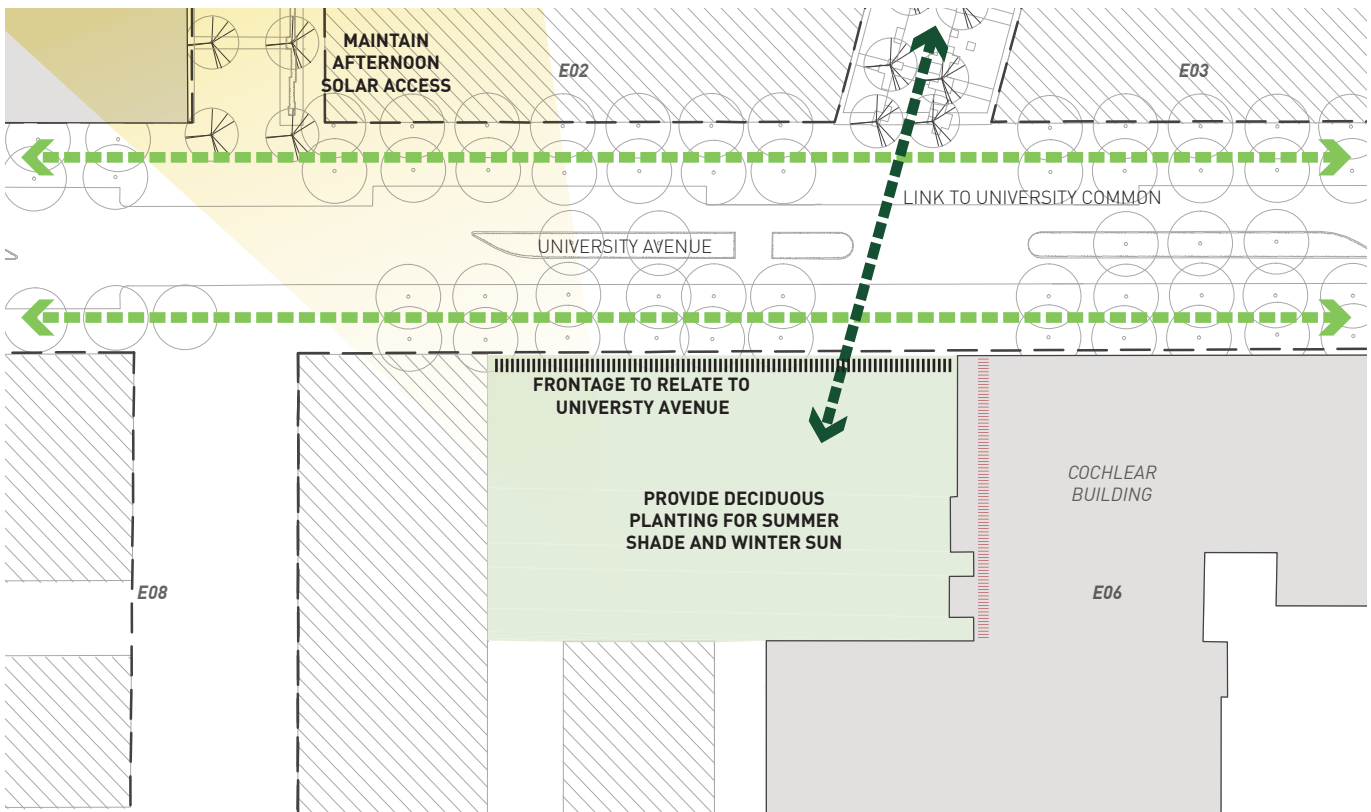 MAINTAIN
AFTERNOON
SOLAR ACCESS
E02
E03
LINK TO UNIVERSITY COMMON
UNIVERSITY AVENUE
FRONTAGE TO RELATE TO
UNIVERSTY AVENUE
COCHLEAR
BUILDING
PROVIDE DECIDUOUS
PLANTING FOR SUMMER
SHADE AND WINTER SUN
E08
E06